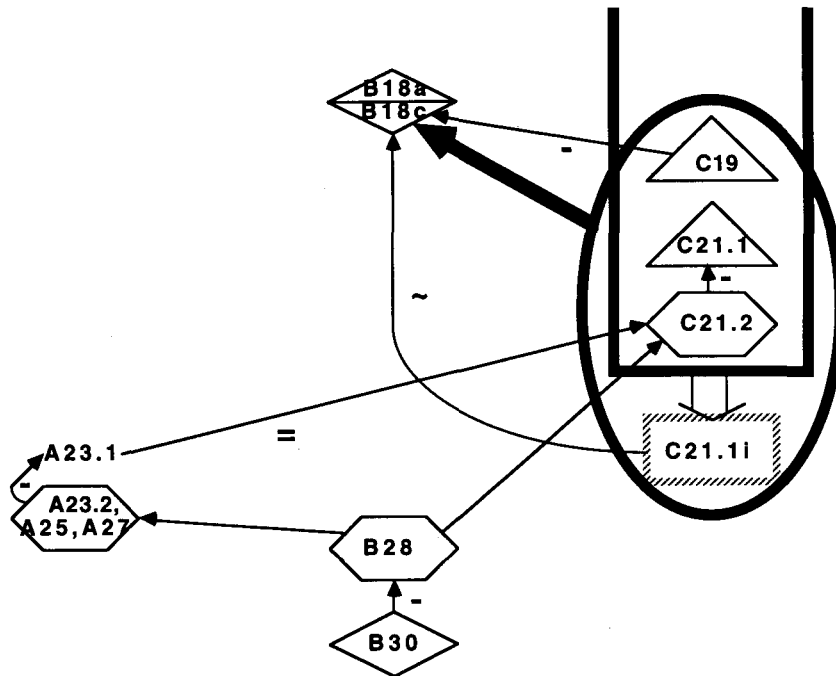 B18a
B18c
-
C19
C21.1
-
C21.2
~
A23.1
=
C21.1i
-
A23.2,
A25,A27
B28
-
B30